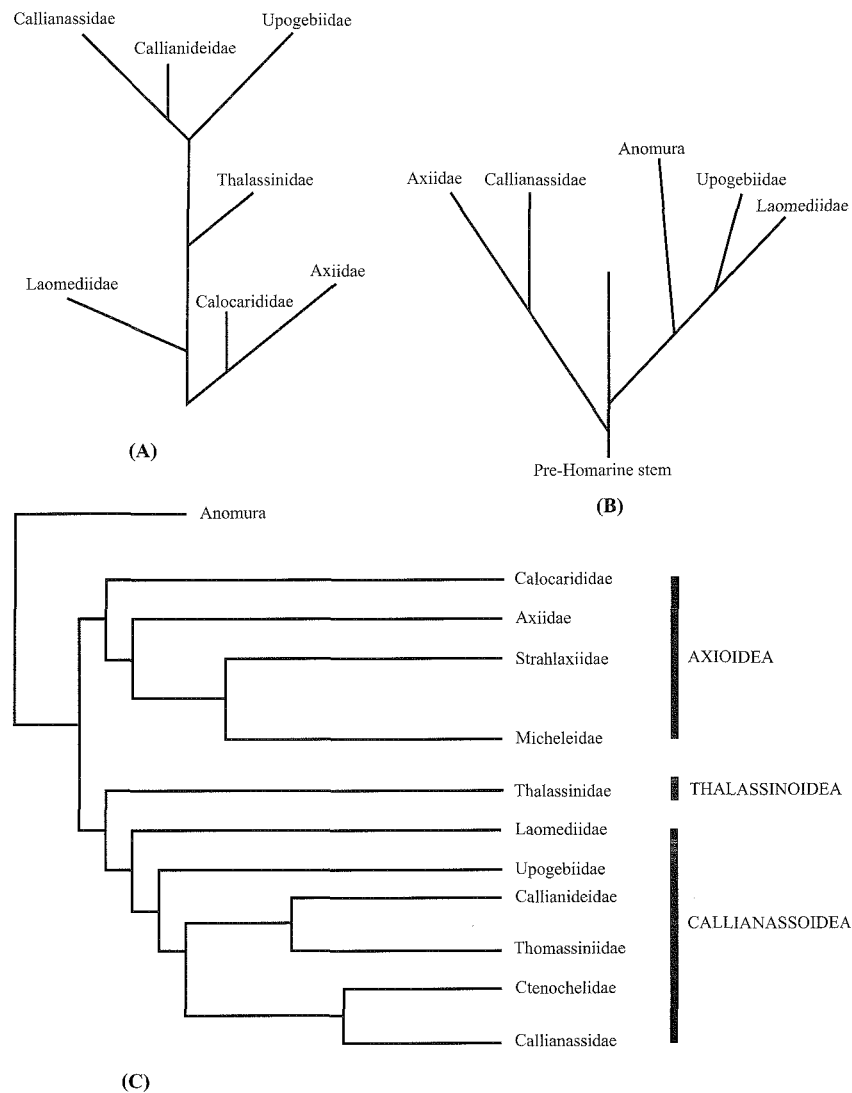 Callianassidae
Upogebiidae
Callianideidae
Thalassinidae
Laomediidae
Axiidae
Calocarididae
(A)
Anomura
Axiidae
Callianassidae
Upogebiidae
Laomediidae
Pre-Homarine stem
(B)
Anomura
Calocarididae
Axiidae
Strahlaxiidae
AXIOIDEA
Micheleidae
Thalassinidae
THALASSINOIDEA
Laomediidae
Upogebiidae
Callianideidae
CALLIANASSOIDEA
Thomassiniidae
Ctenochelidae
Callianassidae
(C)